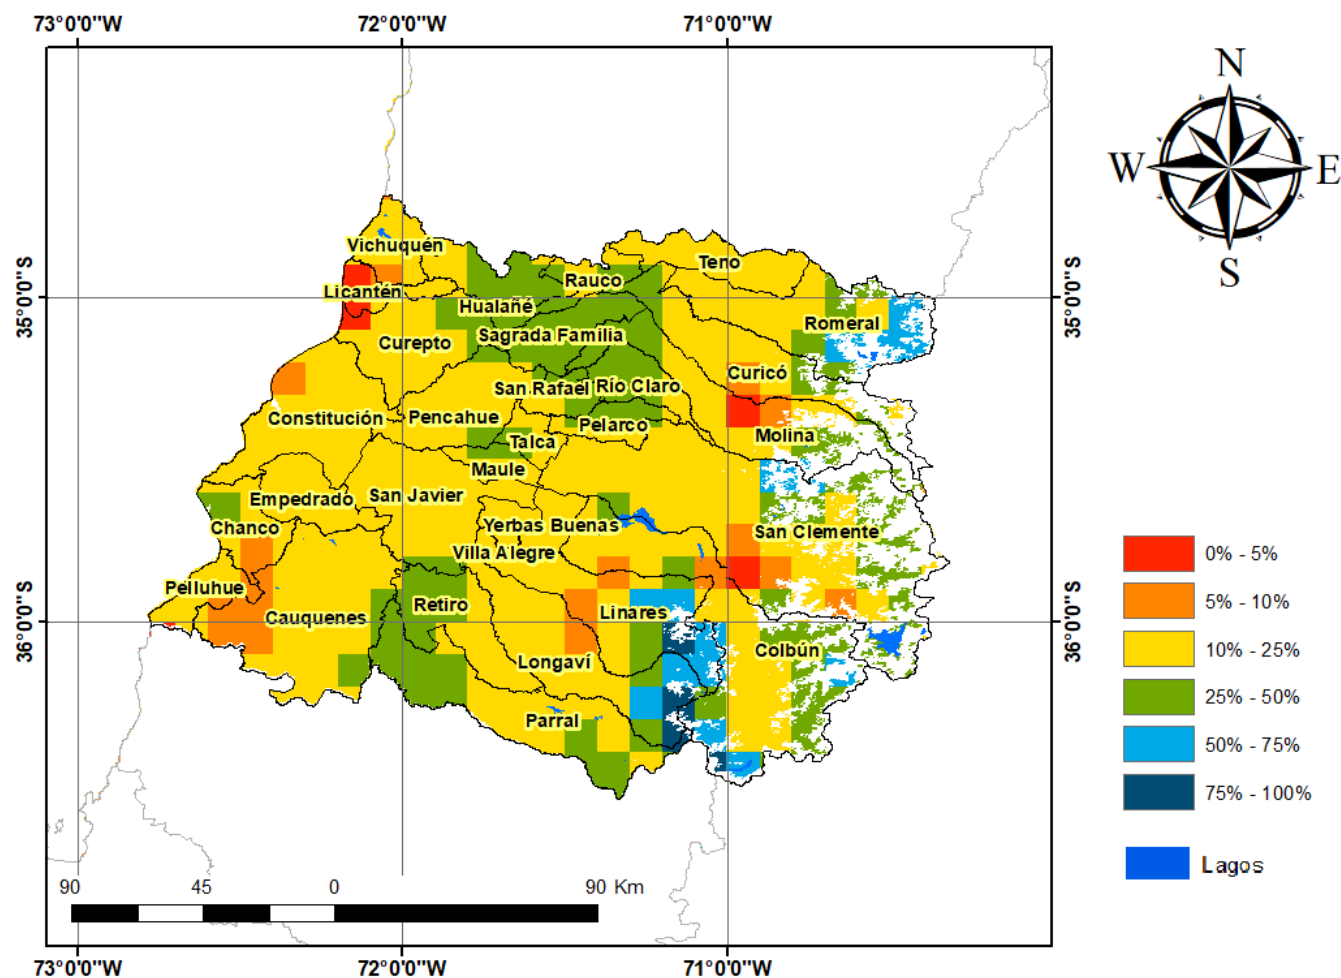 73°0'0"W 72°0'0"W 71°0'0"W
N
W E
S
35°0'0"S 35°0'0"S
36°0'0"S 36°0'0"S
Vichuquén
Teno
Rauco
Licantén
Hualañé
Romeral
Sagrada Familia
Curepto
Curicó
San Rafael Río Claro
Constitución Pencahue
Pelarco
Molina
Talca
Maule
Empedrado San Javier
Chanco
Yerbas Buenas
San Clemente
Villa Alegre
Pelluhue
Retiro
Linares
Cauquenes
Colbún
Longaví
Parral
0% - 5%
5% - 10%
10% - 25%
25% - 50%
50% - 75%
75% - 100%
Lagos
90 45 0 90 Km
73°0'0"W 72°0'0"W 71°0'0"W